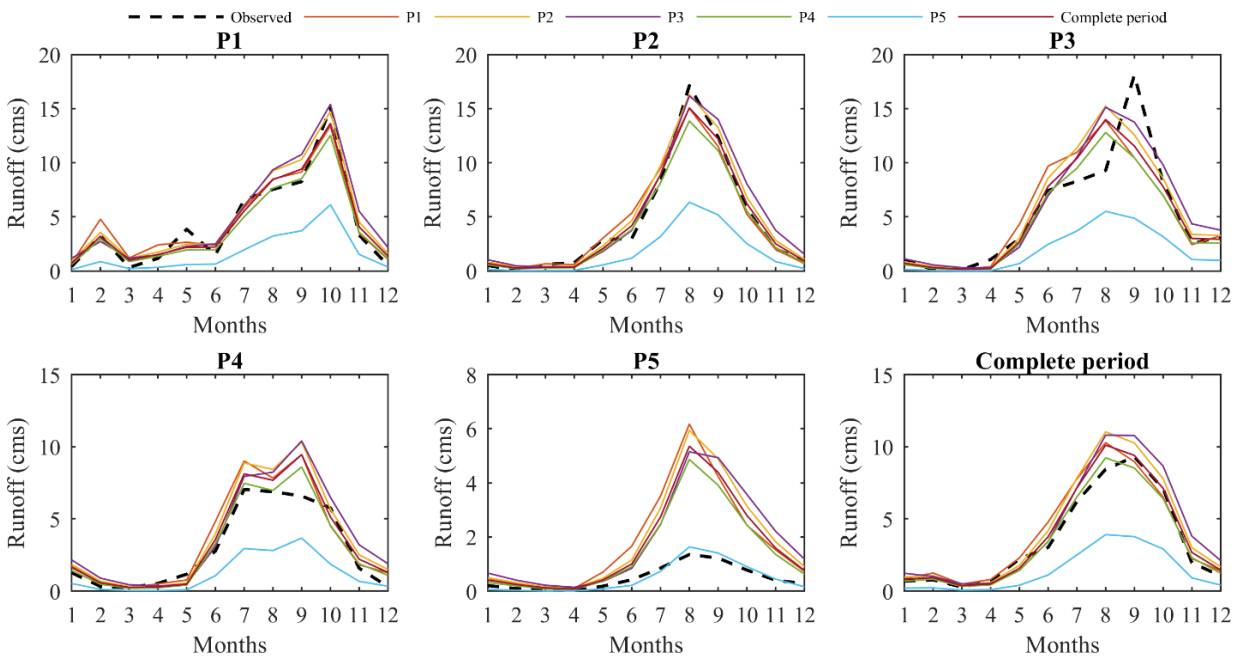 Observed P1 P2 P3 P4 P5 Complete period
P1 P2 P3
20 20 20
15 15 15
10 10 10
5 5 5
0 0 0
Runoff (cms) Runoff (cms) Runoff (cms)
1 2 3 4 5 6 7 8 9 10 11 12 1 2 3 4 5 6 7 8 9 10 11 12 1 2 3 4 5 6 7 8 9 10 11 12
Months Months Months
P4 P5 Complete period
15 8 15
6
10 10
4
5 5
2
0 0 0
Runoff (cms) Runoff (cms) Runoff (cms)
1 2 3 4 5 6 7 8 9 10 11 12 1 2 3 4 5 6 7 8 9 10 11 12 1 2 3 4 5 6 7 8 9 10 11 12
Months Months Months